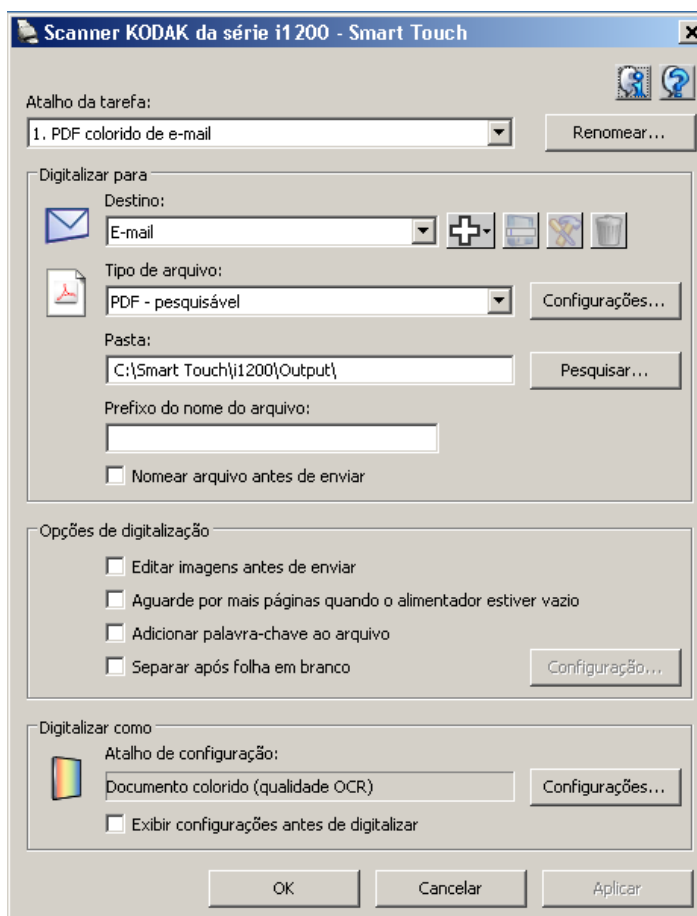 Scanner KODAK da série i1200 - Smart Touch
Atalho da tarefa:
1. PDF colorido de e-mail
Renomear...
Digitalizar para
Destino:
E-mail
Tipo de arquivo:
PDF - pesquisável
Configurações...
Pasta:
C:\Smart Touch\i1200\Output\
Pesquisar...
Prefixo do nome do arquivo:
Nomear arquivo antes de enviar
Opções de digitalização
Editar imagens antes de enviar
Aguarde por mais páginas quando o alimentador estiver vazio
Adicionar palavra-chave ao arquivo
Separar após folha em branco
Configuração...
Digitalizar como
Atalho de configuração:
Documento colorido (qualidade OCR)
Configurações...
Exibir configurações antes de digitalizar
OK
Cancelar
Aplicar